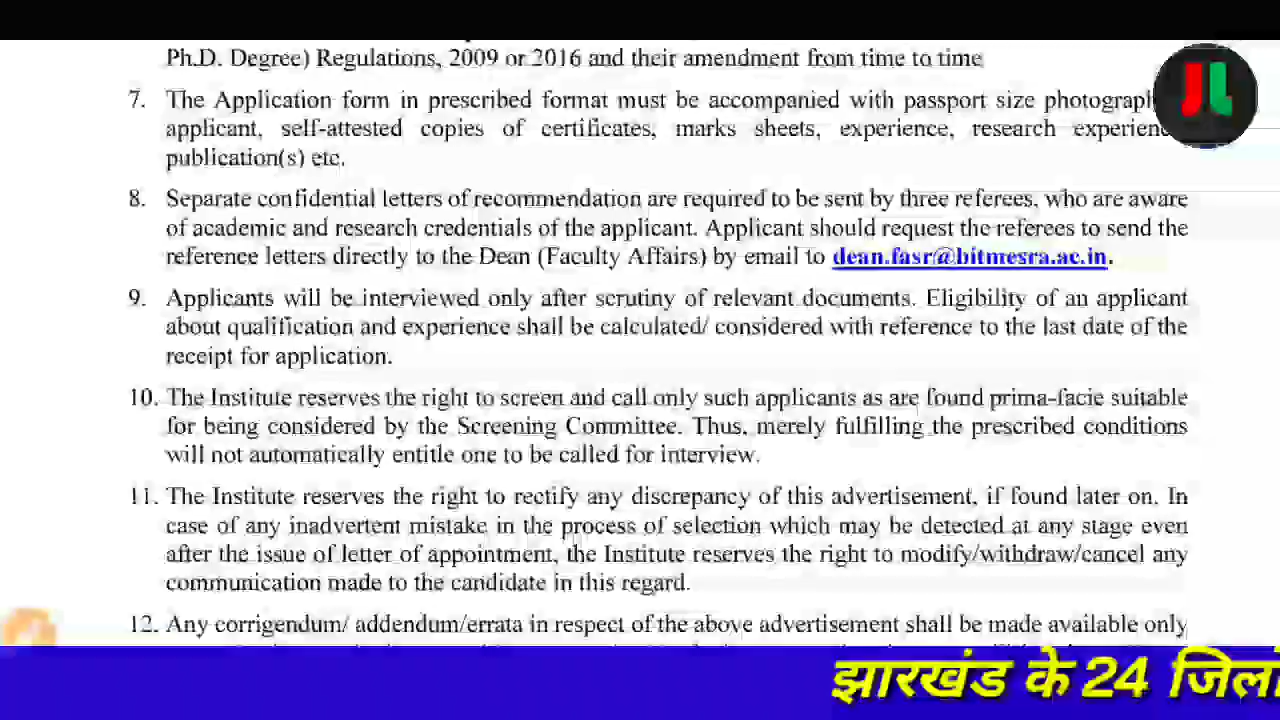 Ph.D. Degree) Regulations, 2009 or 2016 and their amendment from time to time
7. The Application form in prescribed format must be accompanied with passport size photograph
applicant, self-attested copies of certificates, marks sheets, experience, research experienc
publication(s) etc.
8. Separate confidential letters of recommendation are required to be sent by three referees, who are aware
of academic and research credentials of the applicant. Applicant should request the referees to send the
reference letters directly to the Dean (Faculty Affairs) by email to dean.fasr@bitmesra.ac.in.
9. Applicants will be interviewed only after scrutiny of relevant documents. Eligibility of an applicant
about qualification and experience shall be calculated/ considered with reference to the last date of the
receipt for application.
10. The Institute reserves the right to screen and call only such applicants as are found prima-facie suitable
for being considered by the Screening Committee. Thus, merely fulfilling the prescribed conditions
will not automatically entitle one to be called for interview.
11. The Institute reserves the right to rectify any discrepancy of this advertisement, if found later on. In
case of any inadvertent mistake in the process of selection which may be detected at any stage even
after the issue of letter of appointment, the Institute reserves the right to modify/withdraw/cancel any
communication made to the candidate in this regard.
12. Any corrigendum/ addendum/errata in respect of the above advertisement shall be made available only
झारखंड के 24 जिलो